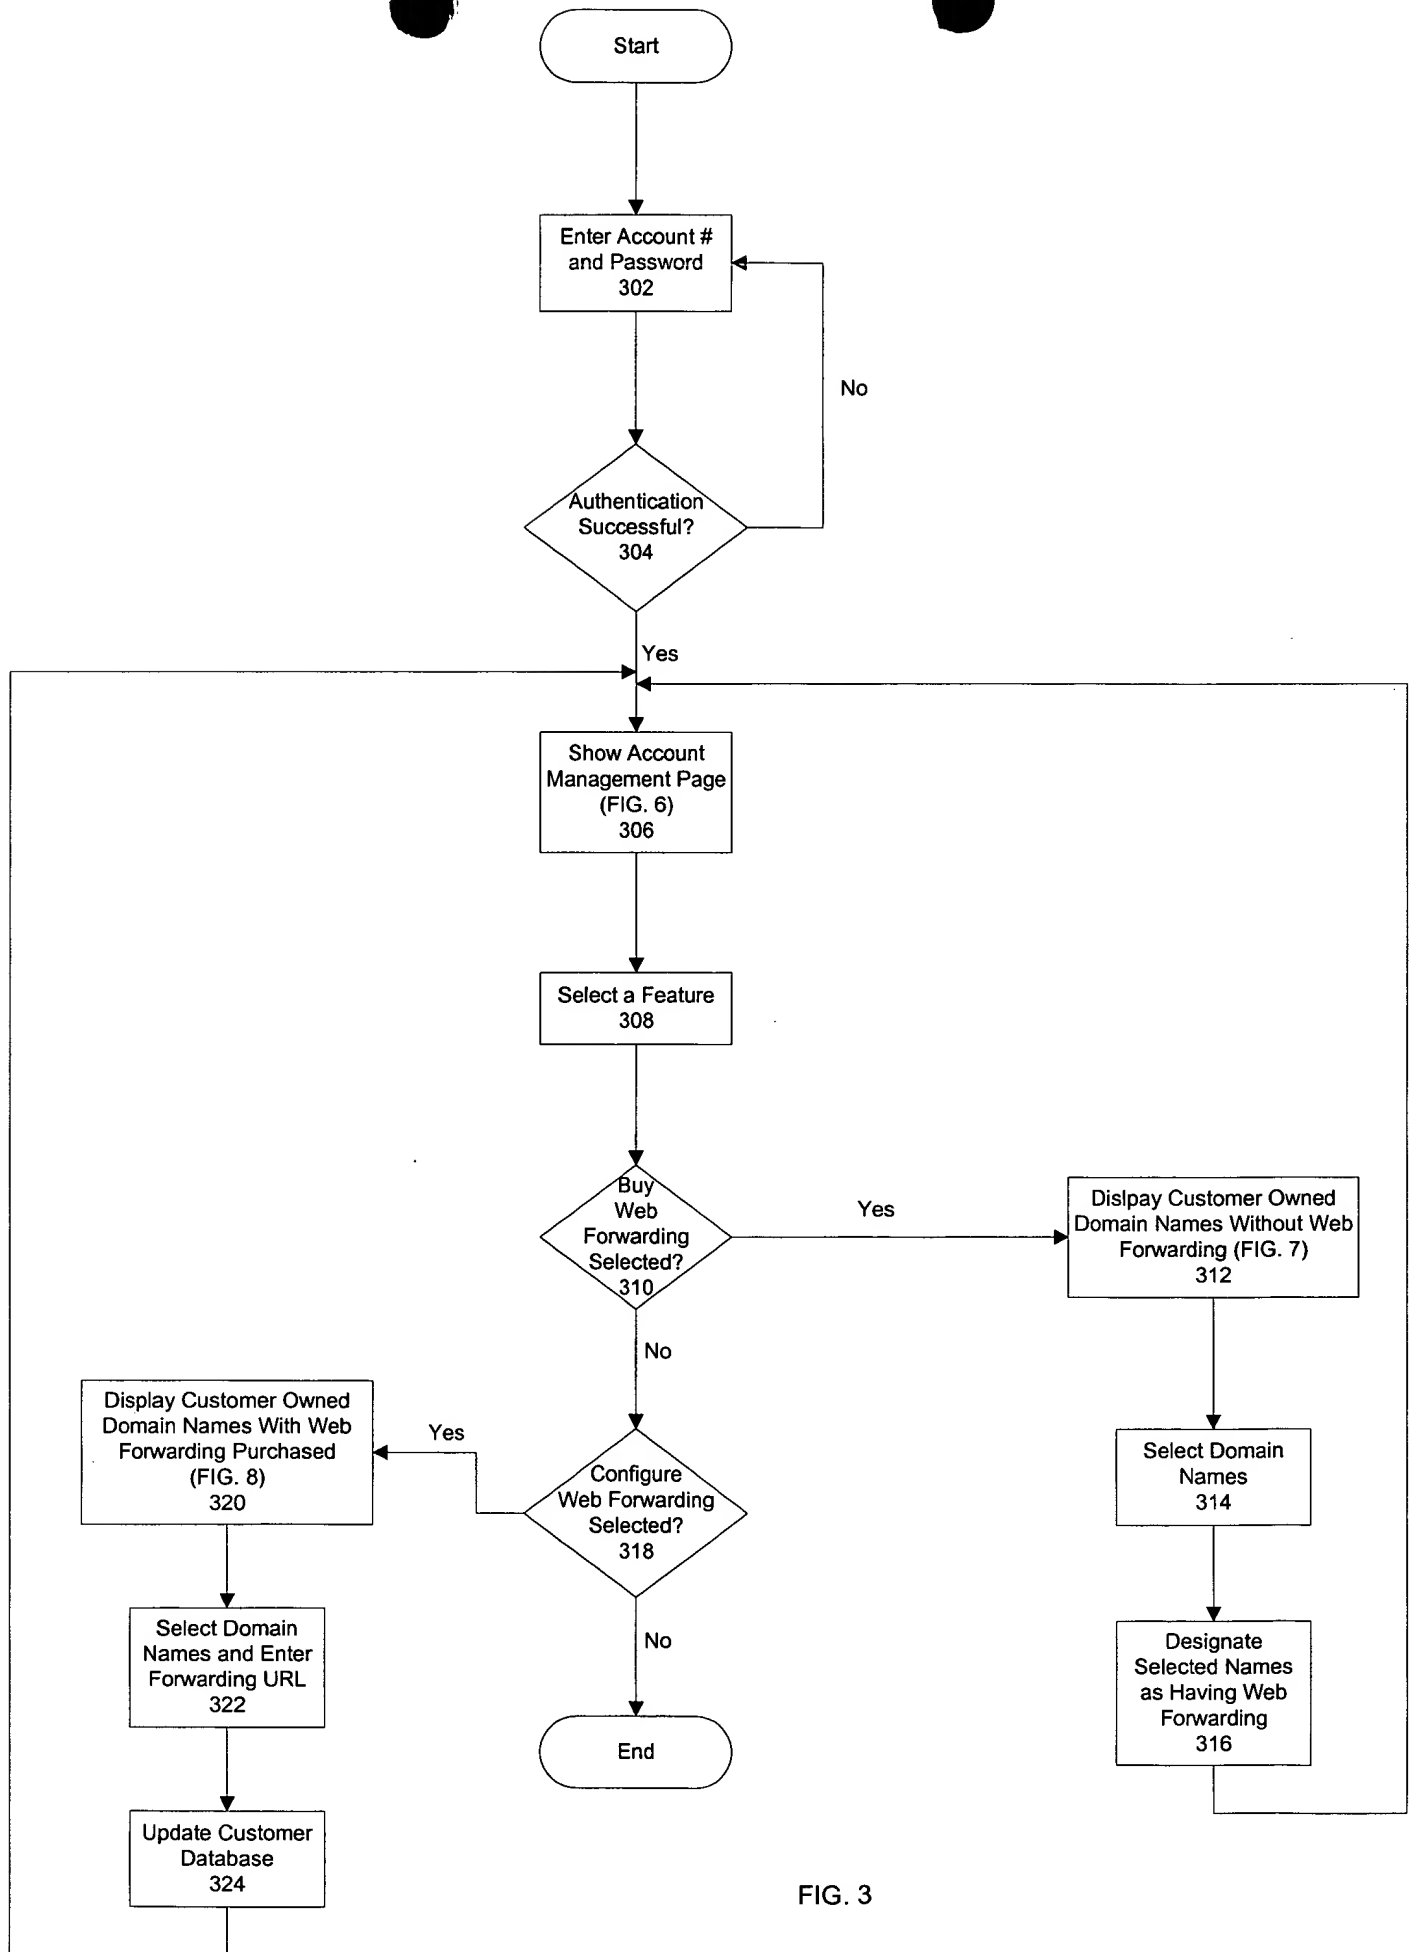 Start
Enter Account #
and Password
302
No
Authentication
Successful?
304
Yes
Show Account
Management Page
(FIG. 6)
306
Select a Feature
308
Buy
Web
Forwarding
Selected?
310
Yes
Dislpay Customer Owned
Domain Names Without Web
Forwarding (FIG. 7)
312
No
Display Customer Owned
Domain Names With Web
Forwarding Purchased
(FIG. 8)
320
Yes
Configure
Web Forwarding
Selected?
318
Select Domain
Names
314
Select Domain
Names and Enter
Forwarding URL
322
No
Designate
Selected Names
as Having Web
Forwarding
316
End
Update Customer
Database
324
FIG. 3